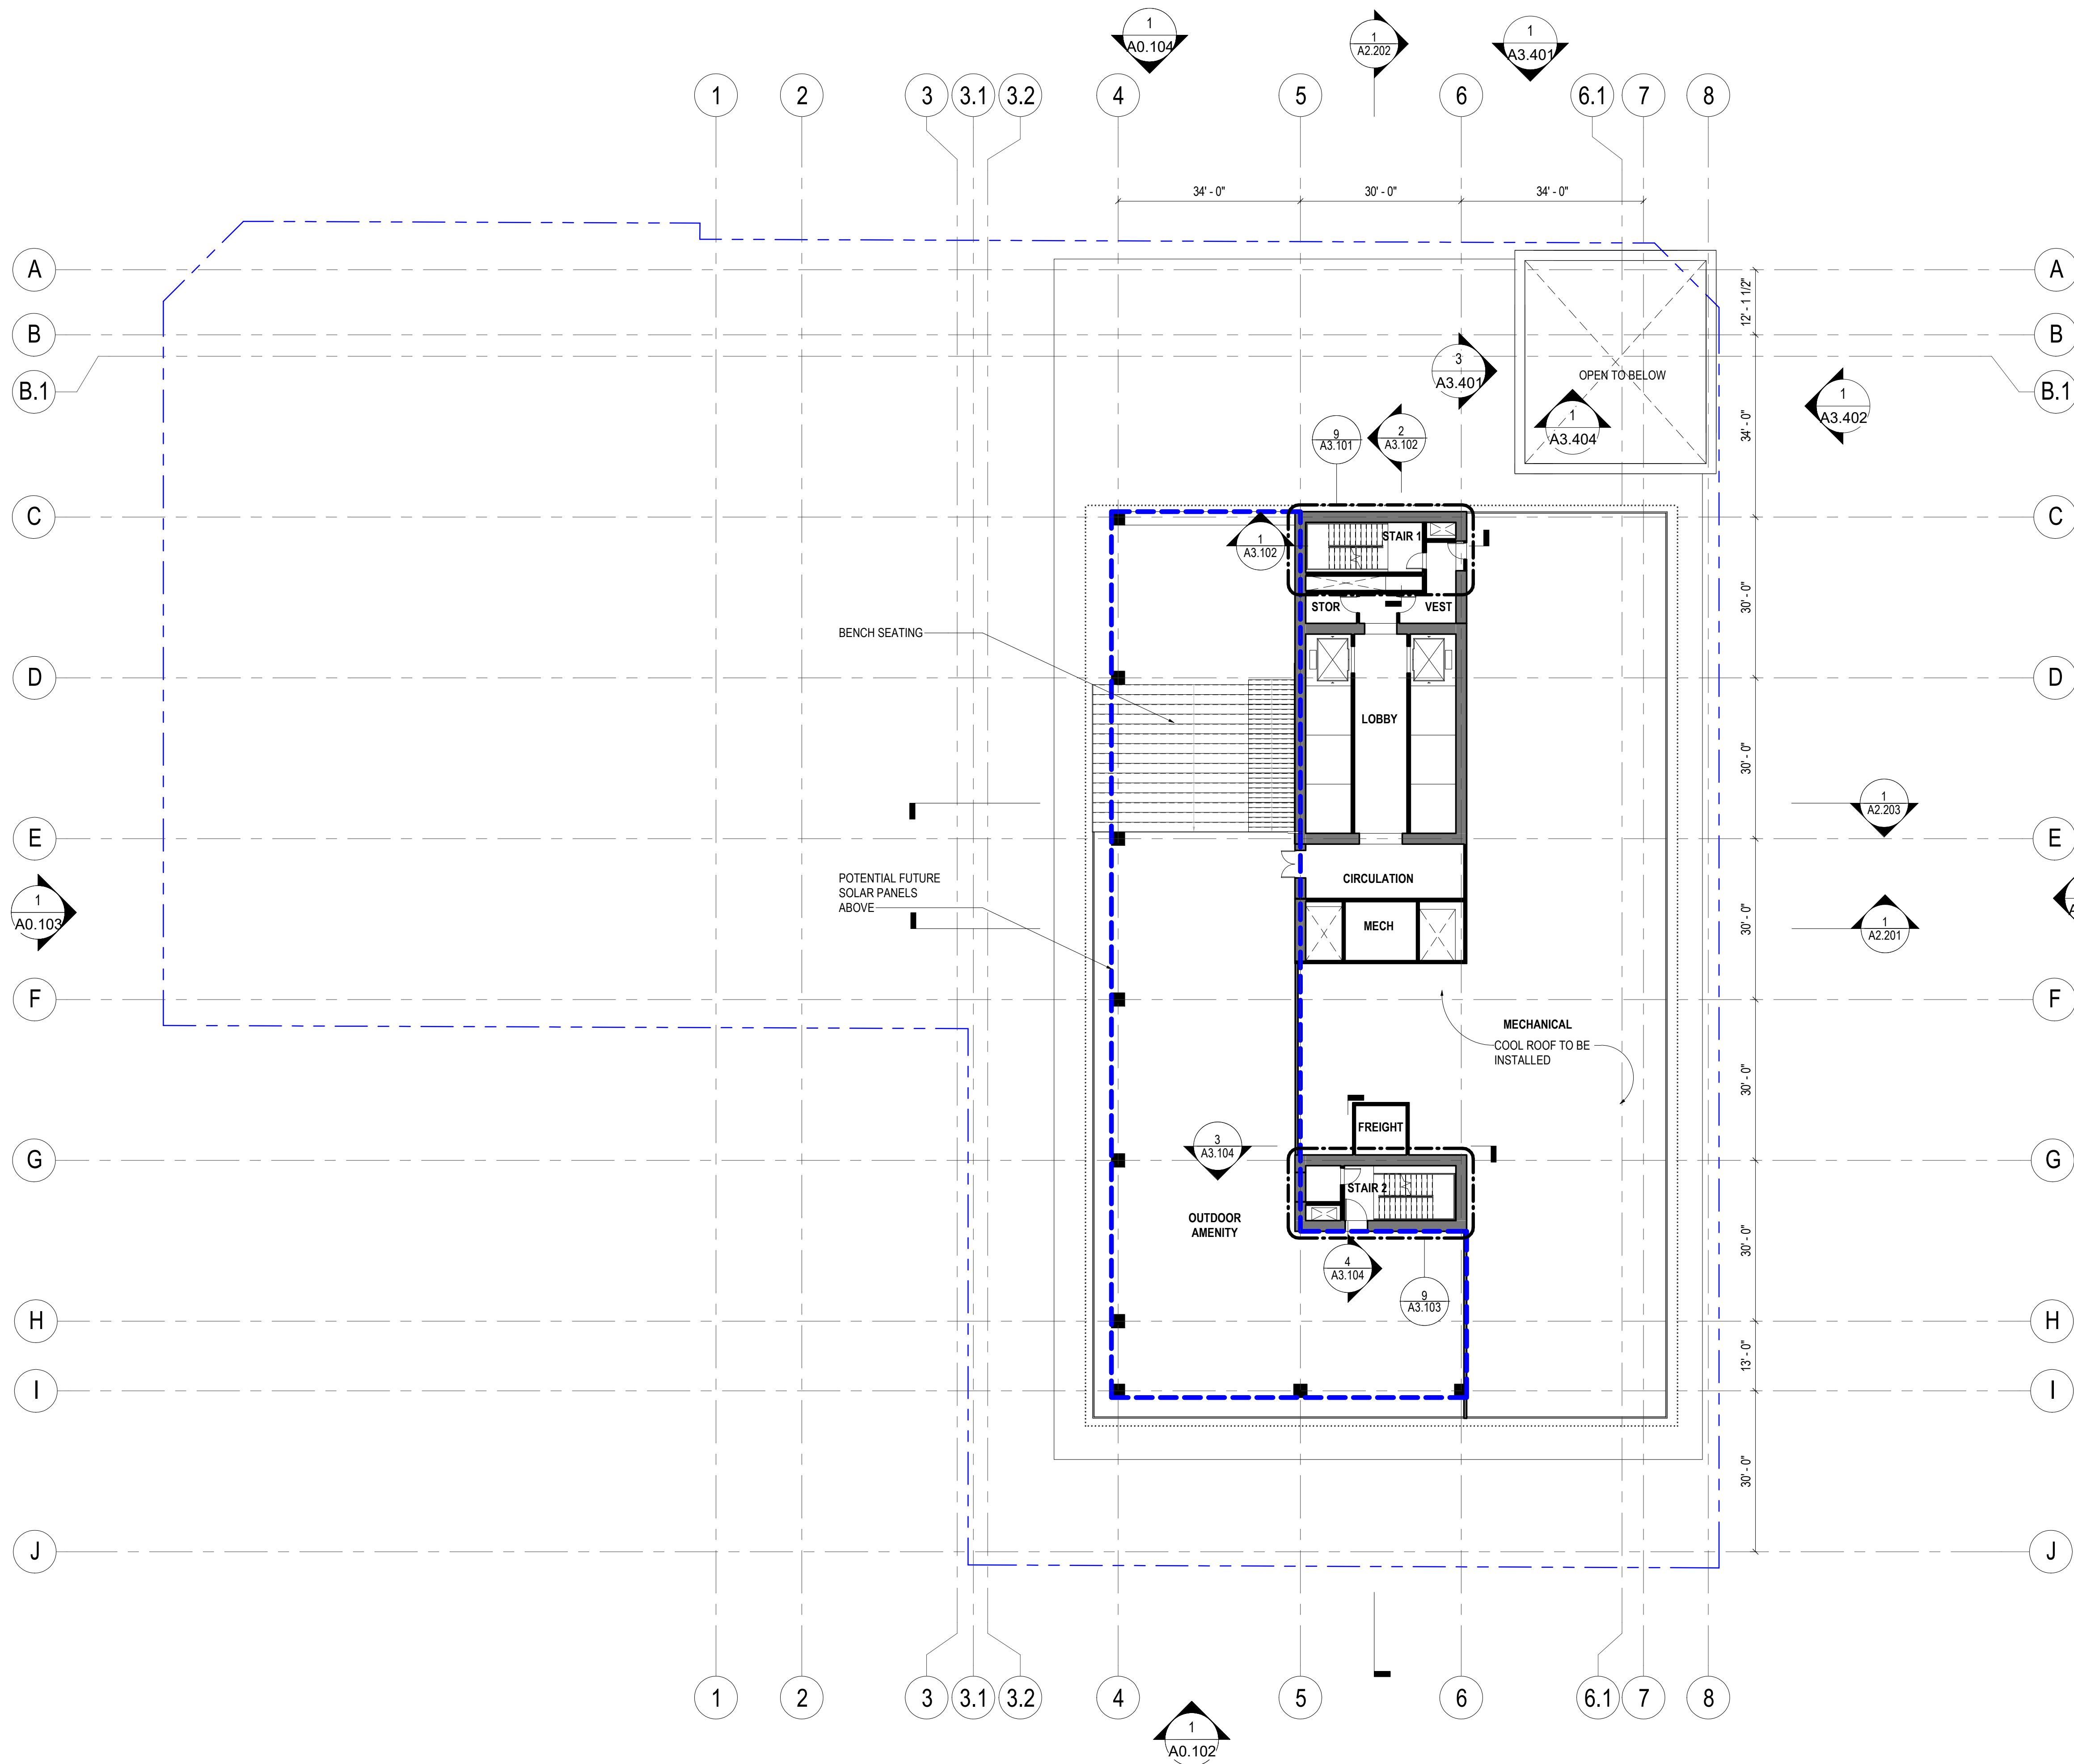 1
A0.104
1
A2.202
1
A3.401
1
2
3
3.1
3.2
4
5
6
6.1
7
8
34' - 0"
30' - 0"
34' - 0"
A
A
12' - 1 1/2"
B
B
B.1
B.1
3
A3.401
OPEN TO BELOW
1
A3.404
1
A3.402
34' - 0"
9
A3.101
2
A3.102
C
C
1
A3.102
STAIR 1
30' - 0"
STOR
VEST
BENCH SEATING
D
D
LOBBY
30' - 0"
1
A2.203
E
E
POTENTIAL FUTURE
SOLAR PANELS
ABOVE
CIRCULATION
1
A0.103
MECH
30' - 0"
1
A2.201
F
F
MECHANICAL
COOL ROOF TO BE
INSTALLED
30' - 0"
FREIGHT
3
A3.104
G
G
STAIR 2
OUTDOOR
AMENITY
30' - 0"
4
A3.104
9
A3.103
H
H
13' - 0"
I
I
30' - 0"
J
J
1
2
3
3.1
3.2
4
5
6
6.1
7
8
1
A0.102